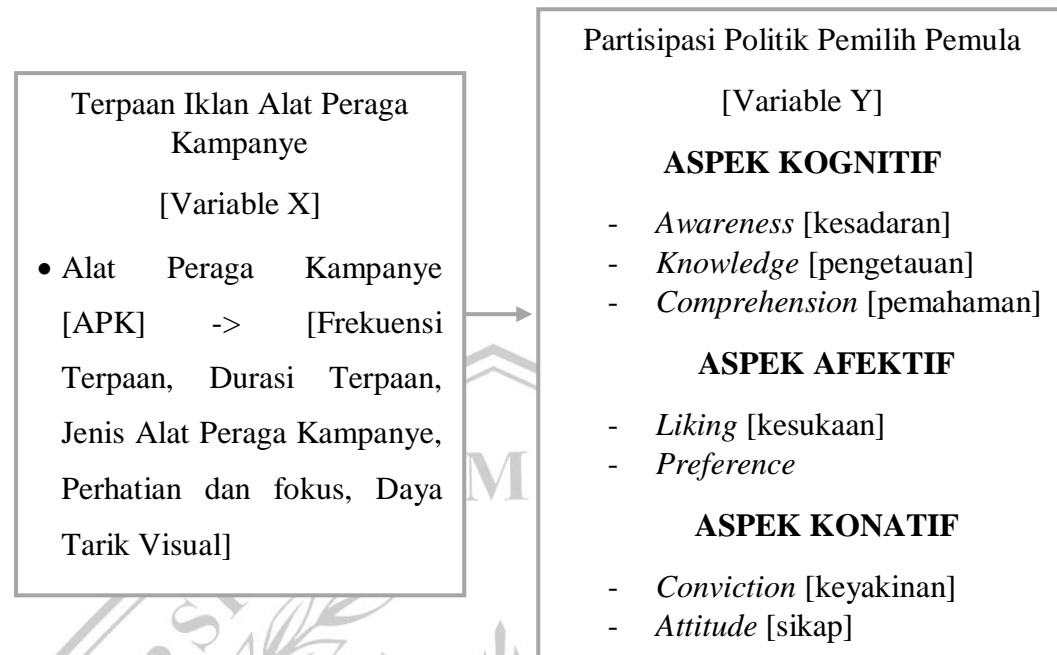 Terpaan Iklan Alat Peraga
Kampanye
[Variable X]
• Alat Peraga Kampanye
[APK] -> [Frekuensi
Terpaan, Durasi Terpaan,
Jenis Alat Peraga Kampanye,
Perhatian dan fokus, Daya
Tarik Visual]
Partisipasi Politik Pemilih Pemula
[Variable Y]
ASPEK KOGNITIF
- Awareness [kesadaran]
- Knowledge [pengetauan]
- Comprehension [pemahaman]
ASPEK AFEKTIF
- Liking [kesukaan]
- Preference
ASPEK KONATIF
- Conviction [keyakinan]
- Attitude [sikap]
M